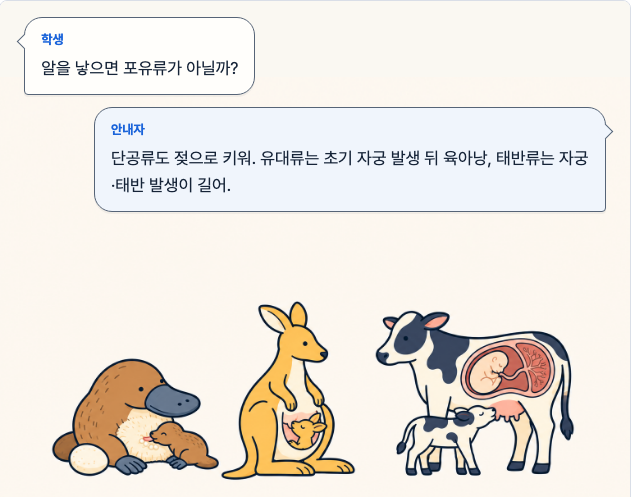 학생
알을 낳으면 포유류가 아닐까?
안내자
단공류도 젖으로 키워. 유대류는 초기 자궁 발생 뒤 육아낭, 태반류는 자궁
·태반 발생이 길어.